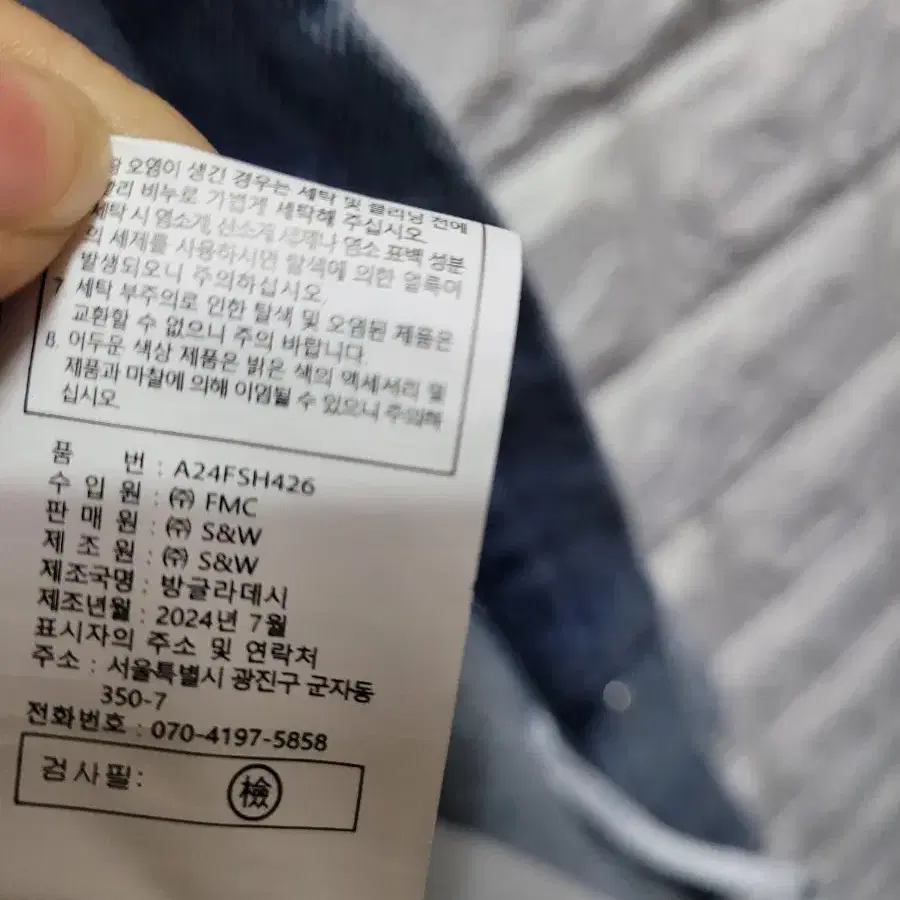 오염이 생긴 경우는 세탁 및 클리닝 전에
빨리 비누로 가볍게 세탁해 주십시오.
세탁 시 염소계, 산소계 세제나 염소 표백 성분
의 세제를 사용하시면 탈색에 의한 얼룩이
발생되오니 주의하십시오.
7. 세탁 부주의로 인한 탈색 및 오염된 제품은
교환할 수 없으니 주의 바랍니다.
8. 어두운 색상 제품은 밝은 색의 액세서리 및
제품과 마찰에 의해 이염될 수 있으니 주의해
십시오.
품 번 : A24FSH426
수 입 원 : ㈜ FMC
판 매 원 : ㈜ S&W
제 조 원 : ㈜ S&W
제조국명 : 방글라데시
제조년월 : 2024년 7월
표시자의 주소 및 연락처
주소 : 서울특별시 광진구 군자동
350-7
전화번호 : 070-4197-5858
검사필: 檢